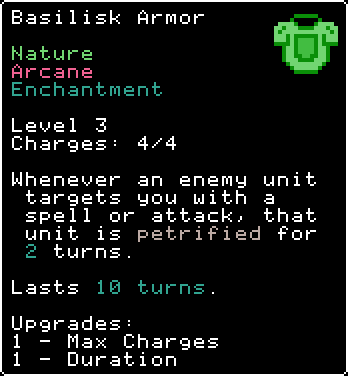 Basilisk Armor
Nature
Arcane
Enchantment
Level 3
Charges: 4/4
Whenever an enemy unit
targets you with a
spell or attack, that
unit is petrified for
2 turns.
Lasts 10 turns.
Upgrades:
1 - Max Charges
1 - Duration